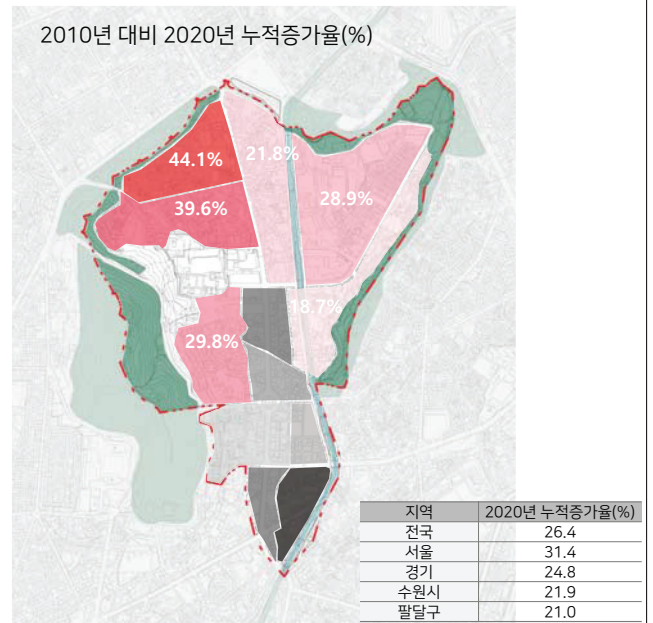 2010년 대비 2020년 누적증가율(%)
44.1%
21.8%
39.6%
28.9%
18.7%
29.8%
지역 2020년 누적증가율(%)
전국 26.4
서울 31.4
경기 24.8
수원시 21.9
팔달구 21.0